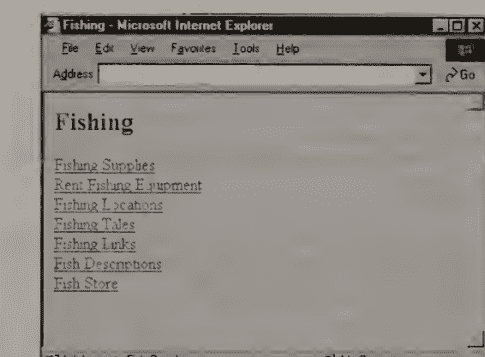 Fishing - Microsoft Internet Explorer
File Edit View Favorites Tools Help
Address Go
Fishing
Fishing Supplies
Rent Fishing Equipment
Fishing Locations
Fishing Tales
Fishing Links
Fish Descriptions
Fish Store